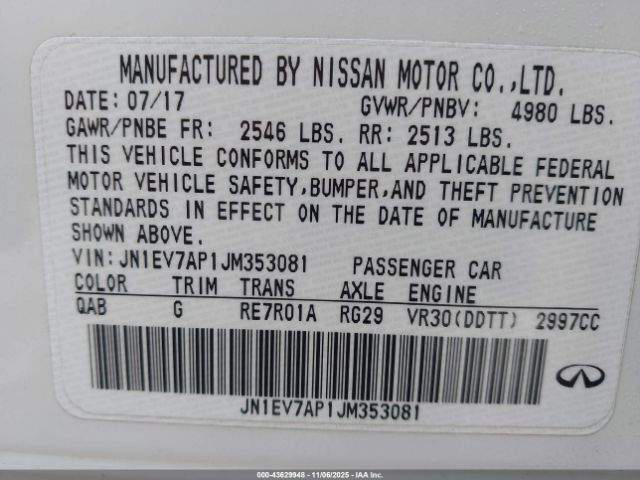 MANUFACTURED BY NISSAN MOTOR CO.,LTD.
DATE: 07/17 GVWR/PNBV: 4980 LBS.
GAWR/PNBE FR: 2546 LBS. RR: 2513 LBS.
THIS VEHICLE CONFORMS TO ALL APPLICABLE FEDERAL
MOTOR VEHICLE SAFETY,BUMPER,AND THEFT PREVENTION
STANDARDS IN EFFECT ON THE DATE OF MANUFACTURE
SHOWN ABOVE.
VIN: JN1EV7AP1JM353081 PASSENGER CAR
COLOR TRIM TRANS AXLE ENGINE
QAB G RE7R01A RG29 VR30(DDTT) 2997CC
JN1EV7AP1JM353081
INFINITI
000-43629948 - 11/06/2025 - IAAI.COM